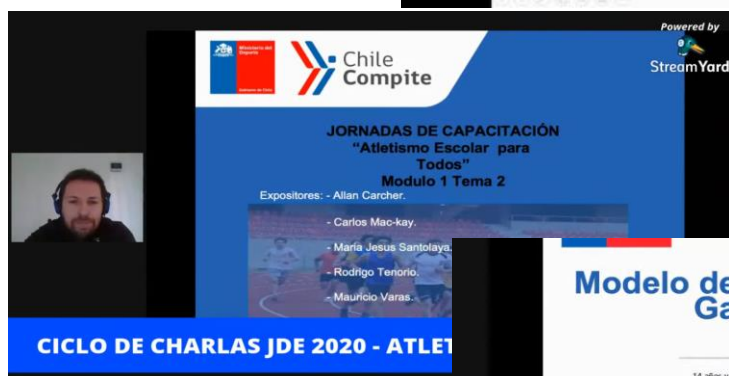 Powered by
StreamYard
Ministerio del
Deporte
Gobierno de Chile
Chile
Compite
JORNADAS DE CAPACITACIÓN
“Atletismo Escolar para
Todos”
Modulo 1 Tema 2
Expositores: - Allan Carcher.
- Carlos Mac-kay.
- Maria Jesus Santolaya.
- Rodrigo Tenorio.
- Mauricio Varas.
CICLO DE CHARLAS JDE 2020 - ATLET
Modelo de
Ga
14 años y